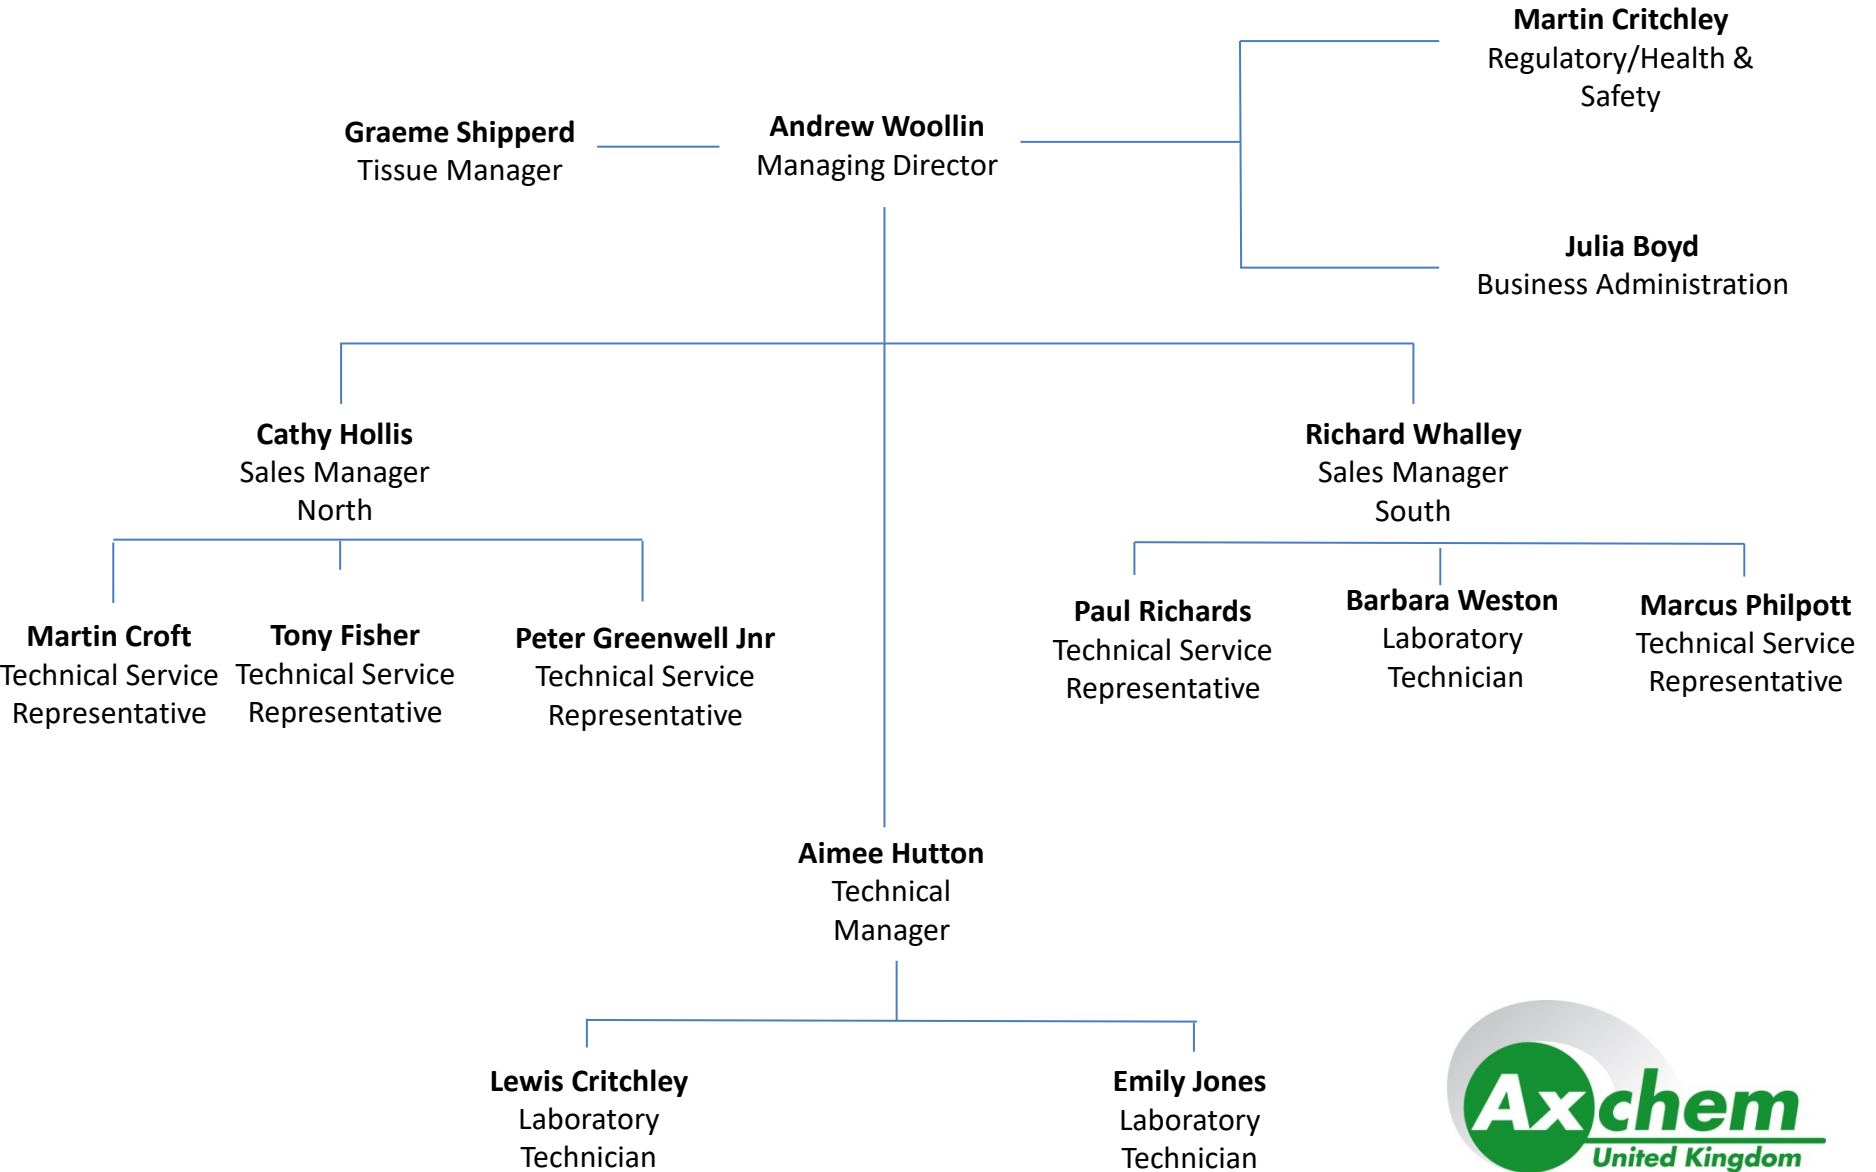 Martin Critchley
Regulatory/Health &
Safety
Graeme Shipperd
Tissue Manager
Andrew Woollin
Managing Director
Julia Boyd
Business Administration
Cathy Hollis
Sales Manager
North
Richard Whalley
Sales Manager
South
Martin Croft
Technical Service
Representative
Tony Fisher
Technical Service
Representative
Peter Greenwell Jnr
Technical Service
Representative
Paul Richards
Technical Service
Representative
Barbara Weston
Laboratory
Technician
Marcus Philpott
Technical Service
Representative
Aimee Hutton
Technical
Manager
Lewis Critchley
Laboratory
Technician
Emily Jones
Laboratory
Technician
Axchem
United Kingdom